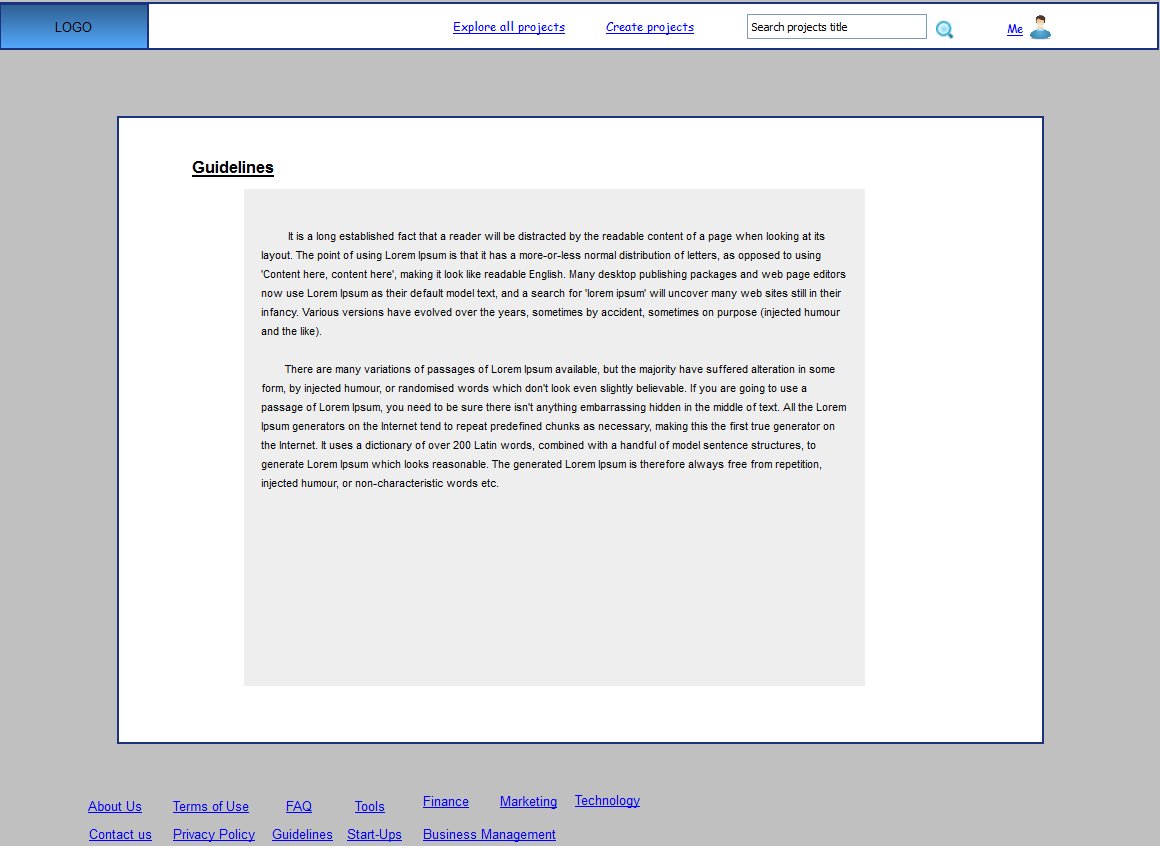 LOGO
Explore all projects
Create projects
Search projects title
Me
Guidelines
It is a long established fact that a reader will be distracted by the readable content of a page when looking at its
layout. The point of using Lorem Ipsum is that it has a more-or-less normal distribution of letters, as opposed to using
'Content here, content here', making it look like readable English. Many desktop publishing packages and web page editors
now use Lorem Ipsum as their default model text, and a search for 'lorem ipsum' will uncover many web sites still in their
infancy. Various versions have evolved over the years, sometimes by accident, sometimes on purpose (injected humour
and the like).
There are many variations of passages of Lorem Ipsum available, but the majority have suffered alteration in some
form, by injected humour, or randomised words which don't look even slightly believable. If you are going to use a
passage of Lorem Ipsum, you need to be sure there isn't anything embarrassing hidden in the middle of text. All the Lorem
Ipsum generators on the Internet tend to repeat predefined chunks as necessary, making this the first true generator on
the Internet. It uses a dictionary of over 200 Latin words, combined with a handful of model sentence structures, to
generate Lorem Ipsum which looks reasonable. The generated Lorem Ipsum is therefore always free from repetition,
injected humour, or non-characteristic words etc.
About Us
Terms of Use
FAQ
Tools
Finance
Marketing
Technology
Contact us
Privacy Policy
Guidelines
Start-Ups
Business Management